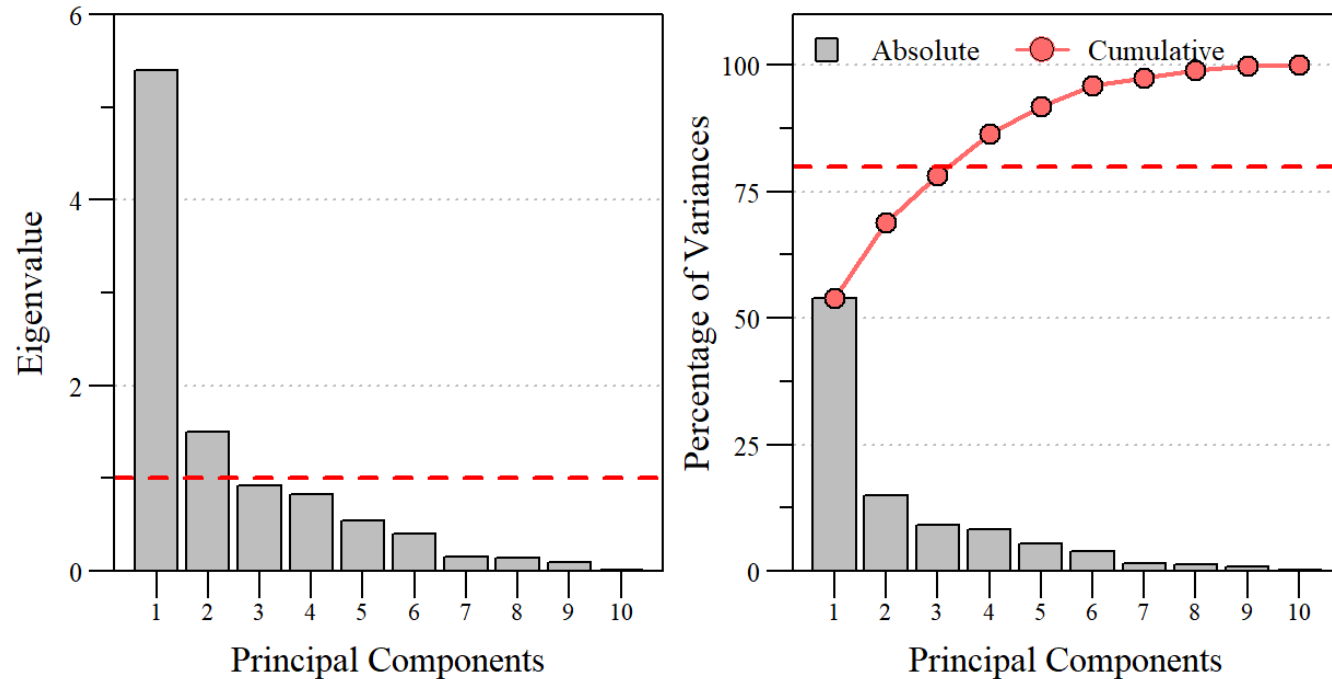 Eigenvalue
6
4
2
0
1 2 3 4 5 6 7 8 9 10
Principal Components
Percentage of Variances
Absolute Cumulative
100
75
50
25
0
1 2 3 4 5 6 7 8 9 10
Principal Components